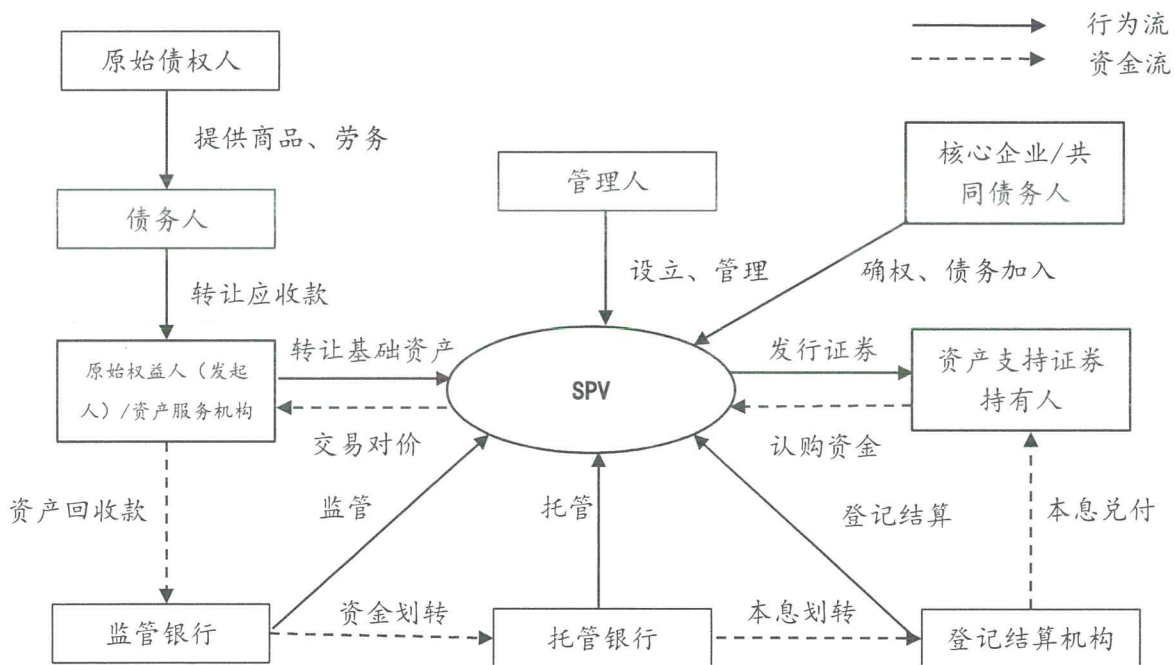 行为流
资金流
原始债权人
提供商品、劳务
债务人
转让应收款
管理人
设立、管理
核心企业/共
同债务人
确权、债务加入
原始权益人（发起
人）/资产服务机构
转让基础资产
交易对价
SPV
发行证券
认购资金
资产支持证券
持有人
资产回收款
监管
托管
登记结算
本息兑付
监管银行
资金划转
托管银行
本息划转
登记结算机构